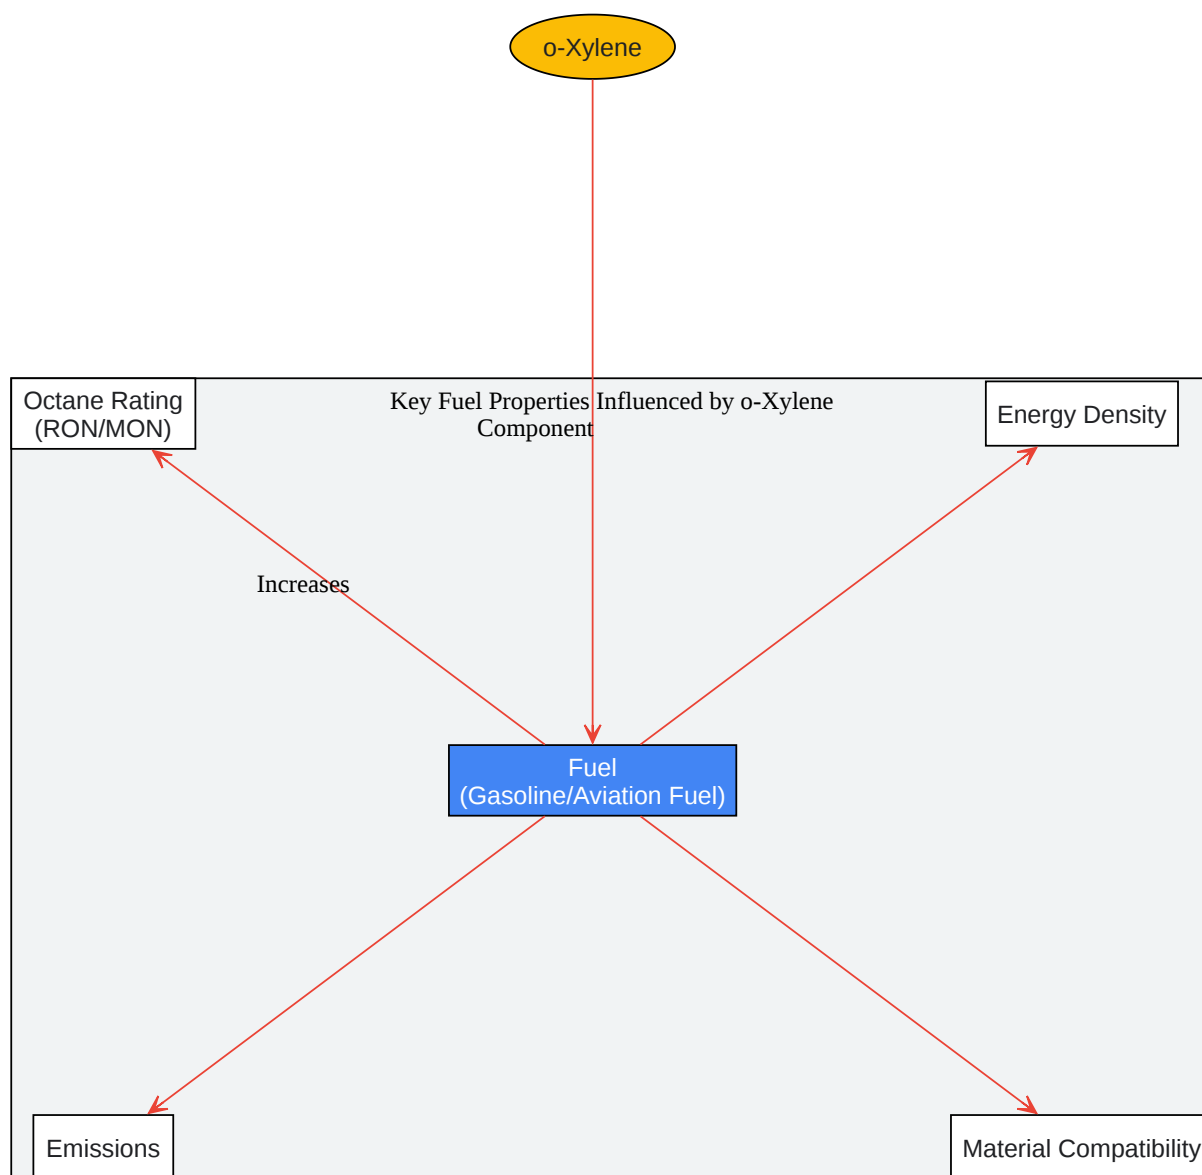 o-Xylene
Octane Rating
(RON/MON)
Key Fuel Properties Influenced by o-Xylene
Component
Energy Density
Increases
Fuel
(Gasoline/Aviation Fuel)
Emissions
Material Compatibility